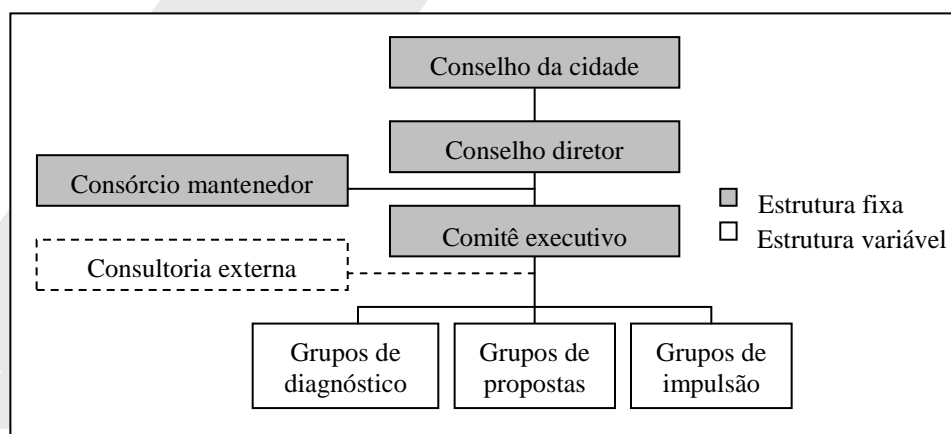 Conselho da cidade
Conselho diretor
Consórcio mantenedor
Estrutura fixa
Comitê executivo
Estrutura variável
Consultoria externa
Grupos de
diagnóstico
Grupos de
propostas
Grupos de
impulsão